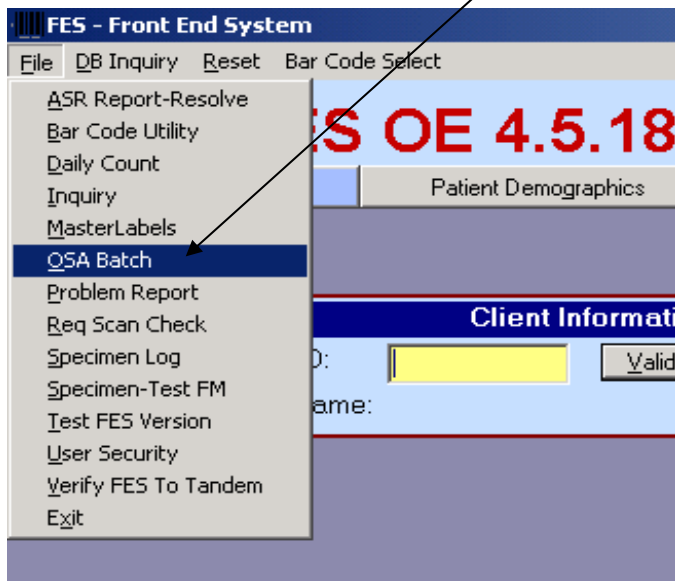 FES - Front End System
File DB Inquiry Reset Bar Code Select
ASR Report-Resolve
Bar Code Utility
Daily Count
Inquiry
MasterLabels
OSA Batch
Problem Report
Req Scan Check
Specimen Log
Specimen-Test FM
Test FES Version
User Security
Verify FES To Tandem
Exit
ES OE 4.5.18
Patient Demographics
Client Informati
D:
Valid
ame: